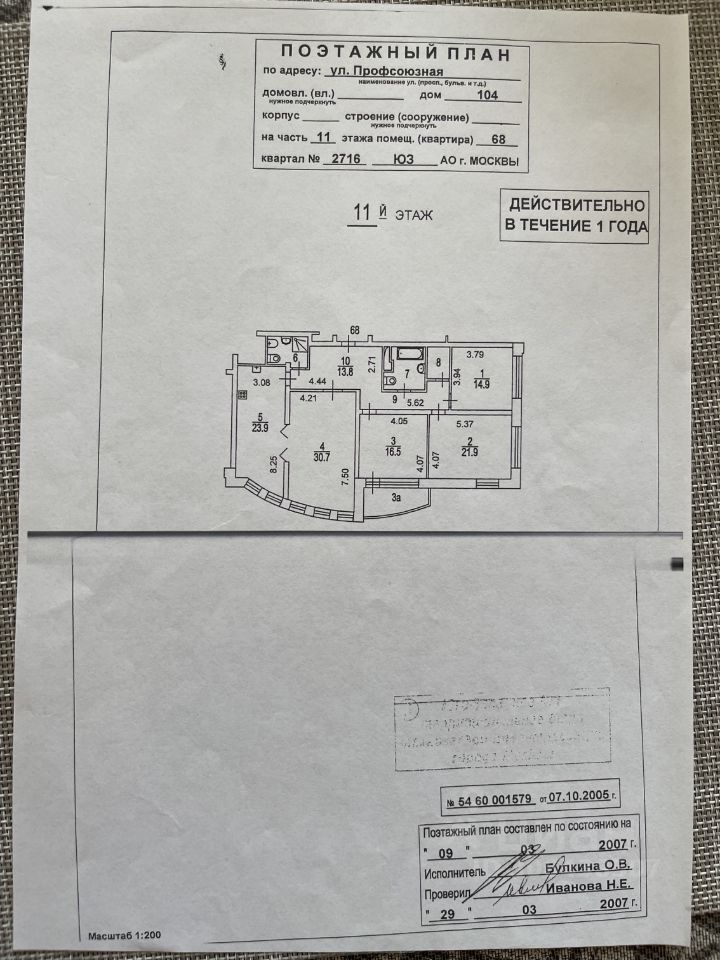 ПОЭТАЖНЫЙ ПЛАН
по адресу: ул. Профсоюзная
наименование ул. (просп., бульв. и т.д.)
домовл. (вл.) дом 104
нужное подчеркнуть
корпус строение (сооружение)
нужное подчеркнуть
на часть 11 этажа помещ. (квартира) 68
квартал № 2716 ЮЗ АО г. МОСКВЫ
11 Й ЭТАЖ
ДЕЙСТВИТЕЛЬНО
В ТЕЧЕНИЕ 1 ГОДА
68
6
10
13.8
2.71
7
8
3.79
3.94
1
14.9
3.08
4.44
4.21
9
5.62
5
23.9
4.05
5.37
4
30.7
3
16.5
2
21.9
8.25
7.50
4.07
4.07
3а
№ 54 60 001579 от 07.10.2005 г.
Поэтажный план составлен по состоянию на
" 09 " 03 2007 г.
Исполнитель Булкина О.В.
Проверил Иванова Н.Е.
" 29 " 03 2007 г.
Масштаб 1:200